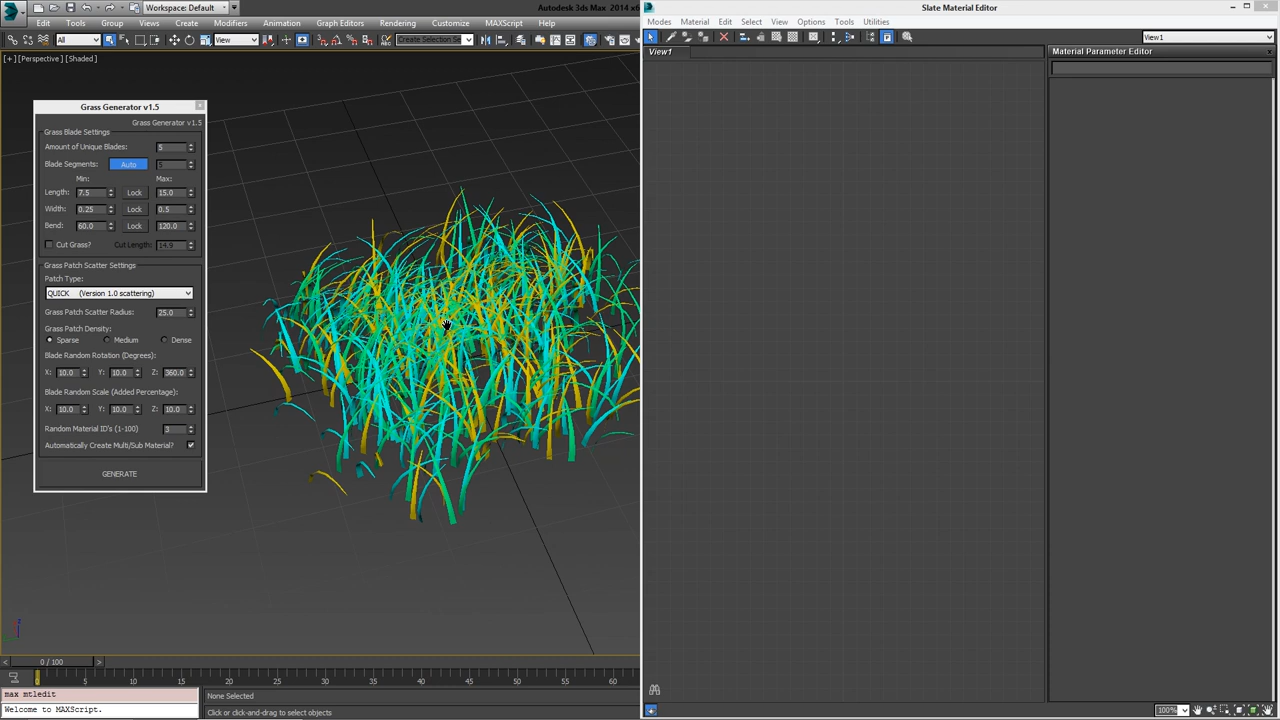 Workspace: Default
Autodesk 3ds Max 2014 x6
Edit Tools Group Views Create Modifiers Animation Graph Editors Rendering Customize MAXScript Help
All
View
[+] [Perspective] [Shaded]
Grass Generator v1.5
Grass Generator v1.5
Grass Blade Settings
Amount of Unique Blades: 5
Blade Segments: Auto 5
Min: Max:
Length: 7.5 Lock 15.0
Width: 0.25 Lock 0.5
Bend: 60.0 Lock 120.0
Cut Grass? Cut Length: 14.9
Grass Patch Scatter Settings
Patch Type:
QUICK (Version 1.0 scattering)
Grass Patch Scatter Radius: 25.0
Grass Patch Density:
Sparse Medium Dense
Blade Random Rotation (Degrees):
X: 10.0 Y: 10.0 Z: 360.0
Blade Random Scale (Added Percentage):
X: 10.0 Y: 10.0 Z: 10.0
Random Material ID's (1-100) 3
Automatically Create Multi/Sub Material?
GENERATE
0 / 100
0 5 10 15 20 25 30 35 40 45 50 55 60
max mtledit
Welcome to MAXScript.
None Selected
Click or click-and-drag to select objects
Slate Material Editor
Modes Material Edit Select View Options Tools Utilities
View1
View1
Material Parameter Editor
100%